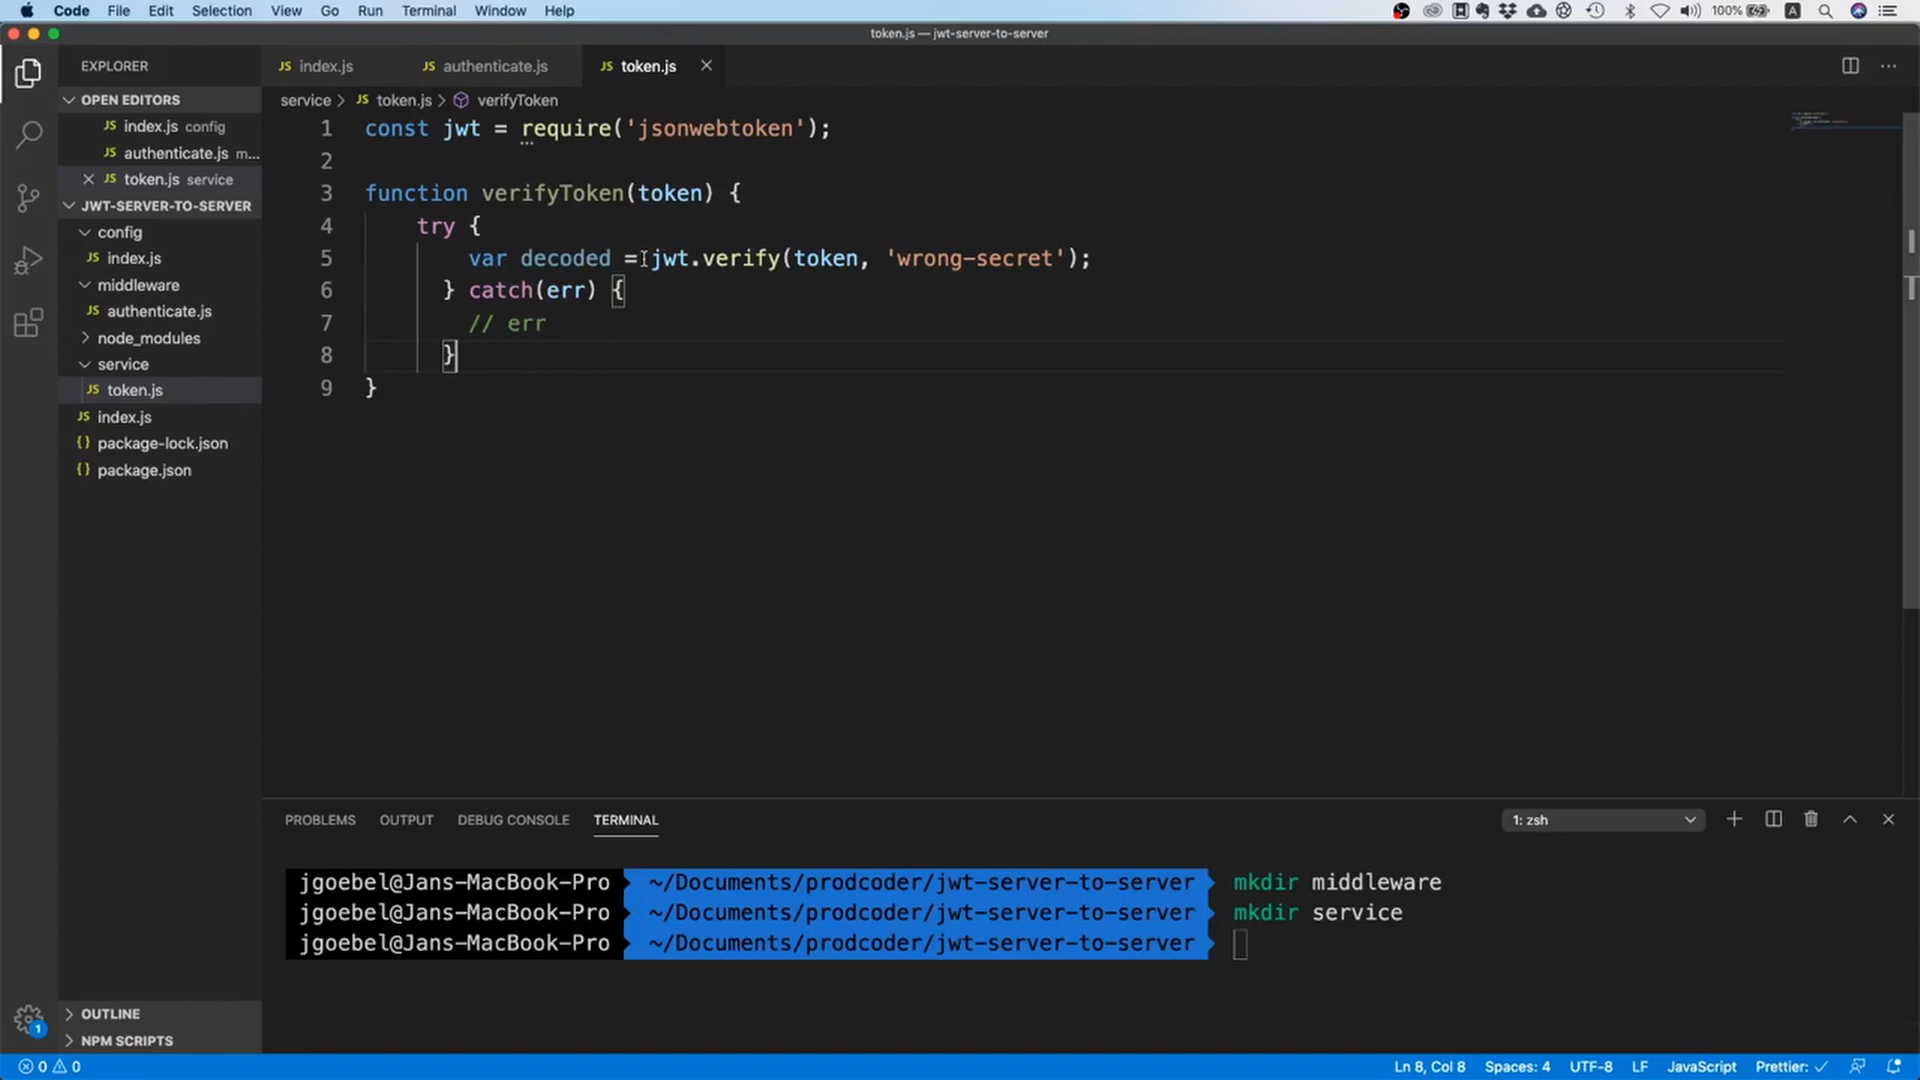 Code File Edit Selection View Go Run Terminal Window Help 100% A
token.js — jwt-server-to-server
EXPLORER
OPEN EDITORS
JS index.js config
JS authenticate.js m...
JS token.js service
JWT-SERVER-TO-SERVER
config
JS index.js
middleware
JS authenticate.js
node_modules
service
JS token.js
JS index.js
{} package-lock.json
{} package.json
OUTLINE
NPM SCRIPTS
1
JS index.js JS authenticate.js JS token.js
service > JS token.js > verifyToken
1 const jwt = require('jsonwebtoken');
2
3 function verifyToken(token) {
4 try {
5 var decoded = jwt.verify(token, 'wrong-secret');
6 } catch(err) {
7 // err
8 }
9 }
PROBLEMS OUTPUT DEBUG CONSOLE TERMINAL 1: zsh
jgoebel@Jans-MacBook-Pro ~/Documents/prodcoder/jwt-server-to-server mkdir middleware
jgoebel@Jans-MacBook-Pro ~/Documents/prodcoder/jwt-server-to-server mkdir service
jgoebel@Jans-MacBook-Pro ~/Documents/prodcoder/jwt-server-to-server
0 0 Ln 8, Col 8 Spaces: 4 UTF-8 LF JavaScript Prettier: ✓